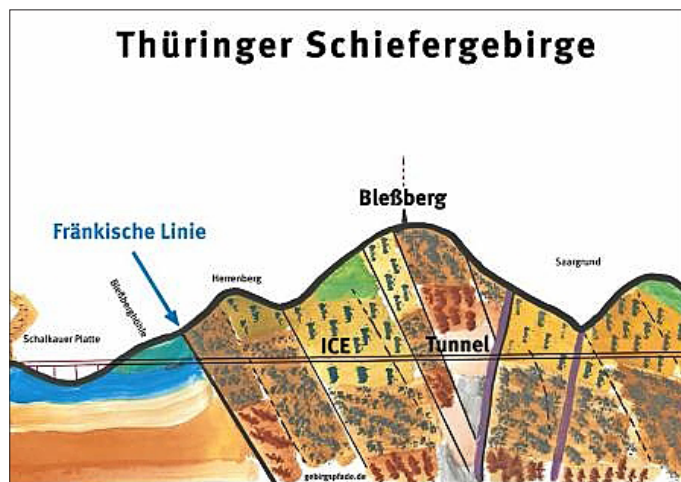 Thüringer Schiefergebirge
Bleßberg
Fränkische Linie
Saargrund
Herrenberg
Bleßberghöhle
Schalkauer Platte
ICE
Tunnel
gebirgspfade.de